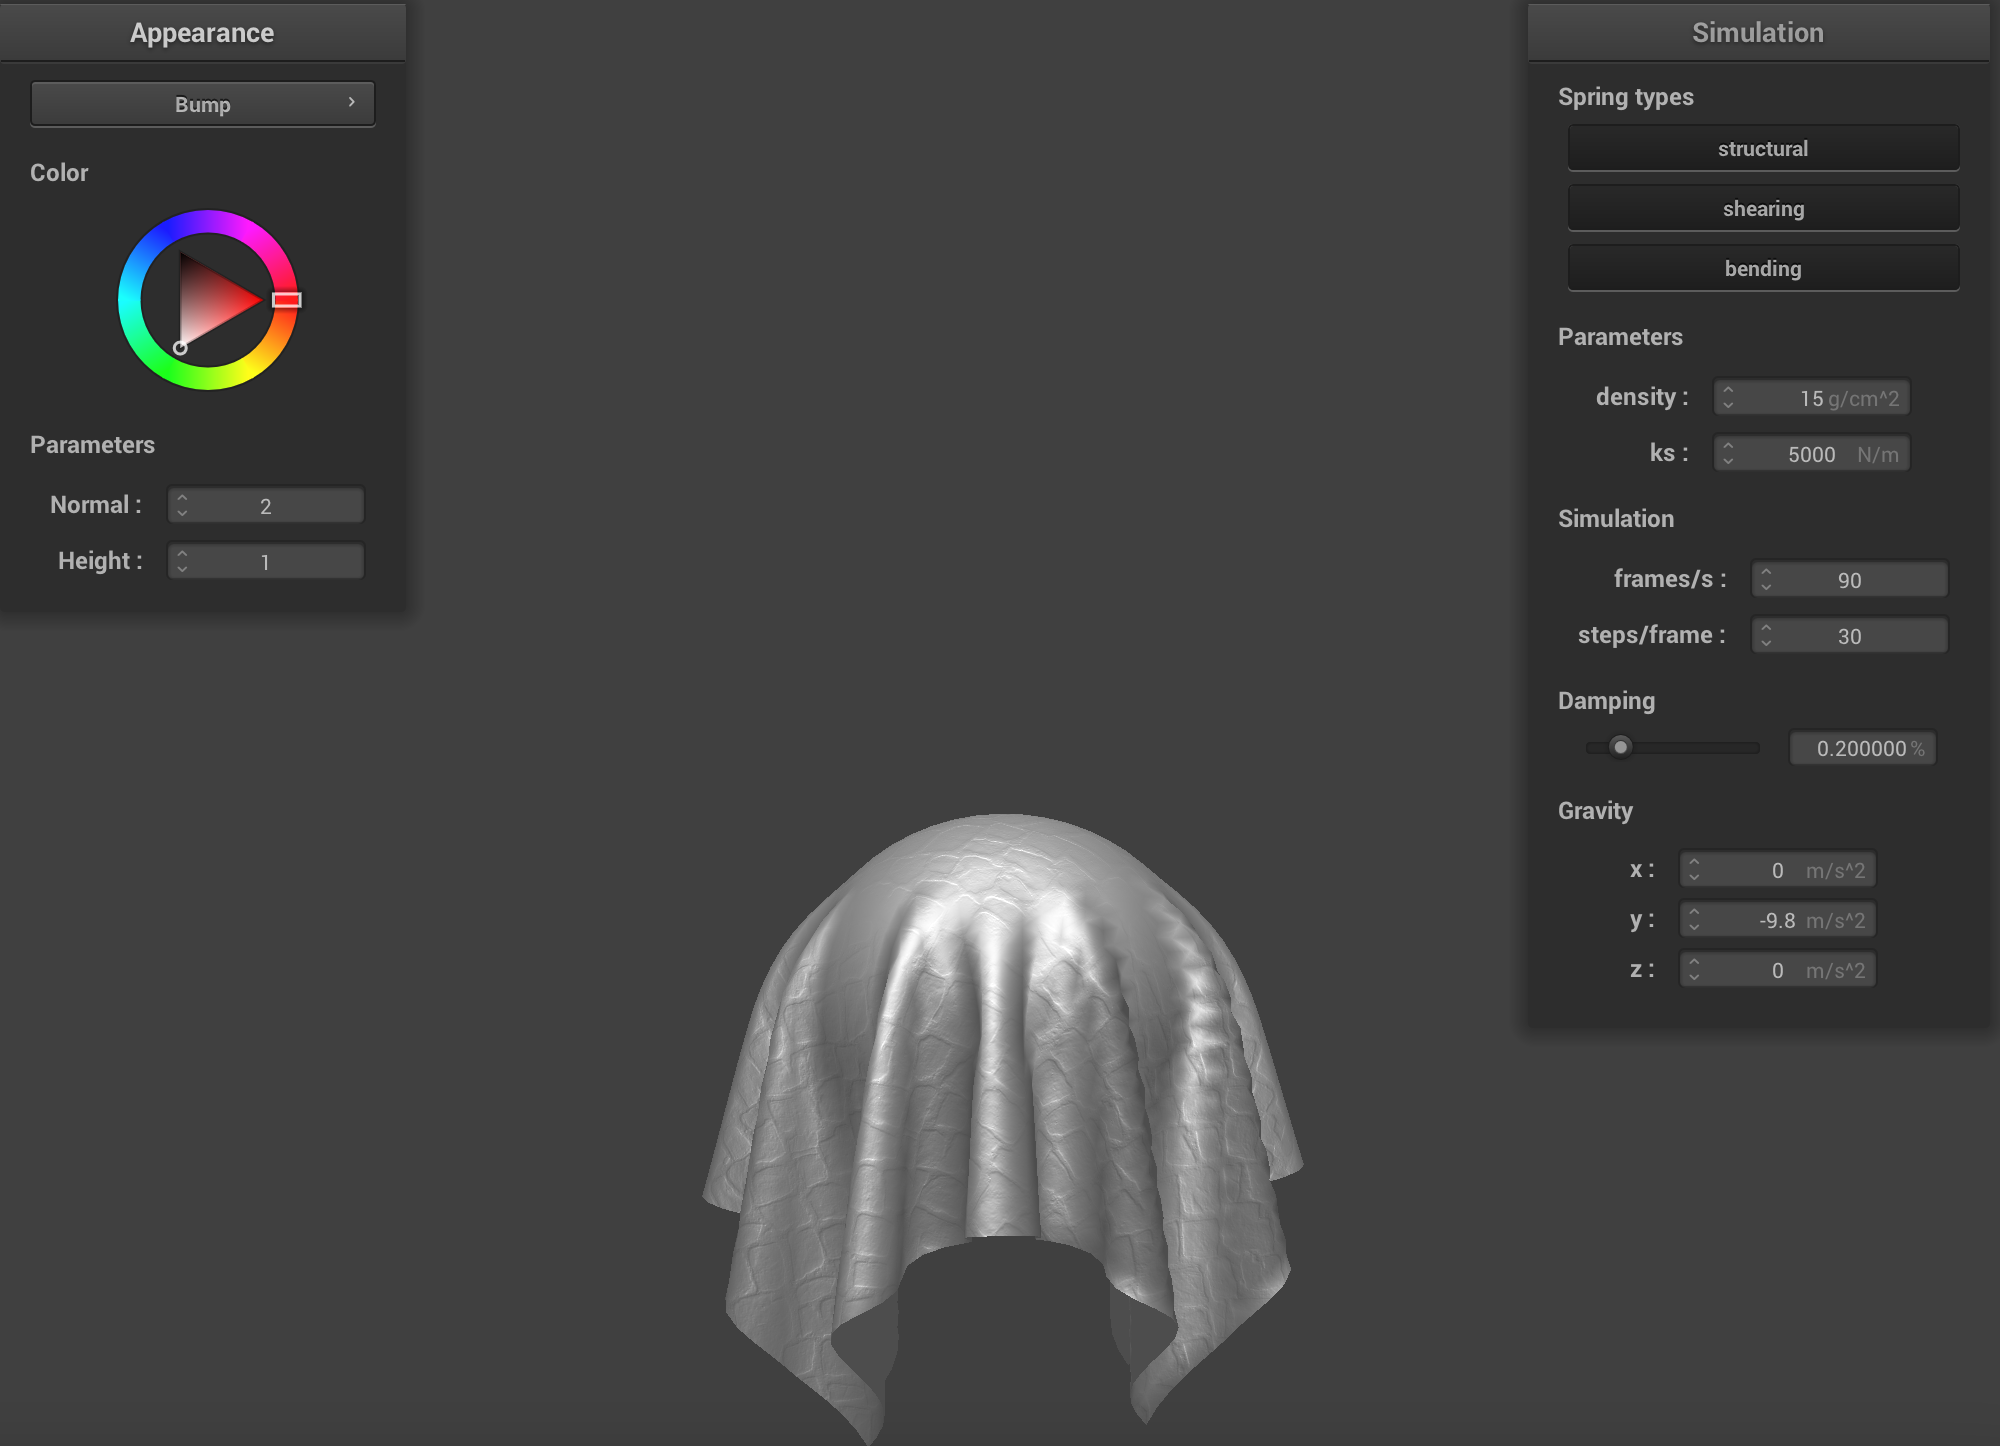 Appearance
Bump
Color
Parameters
Normal : 2
Height : 1
Simulation
Spring types
structural
shearing
bending
Parameters
density : 15 g/cm^2
ks : 5000 N/m
Simulation
frames/s : 90
steps/frame : 30
Damping
0.200000 %
Gravity
x : 0 m/s^2
y : -9.8 m/s^2
z : 0 m/s^2